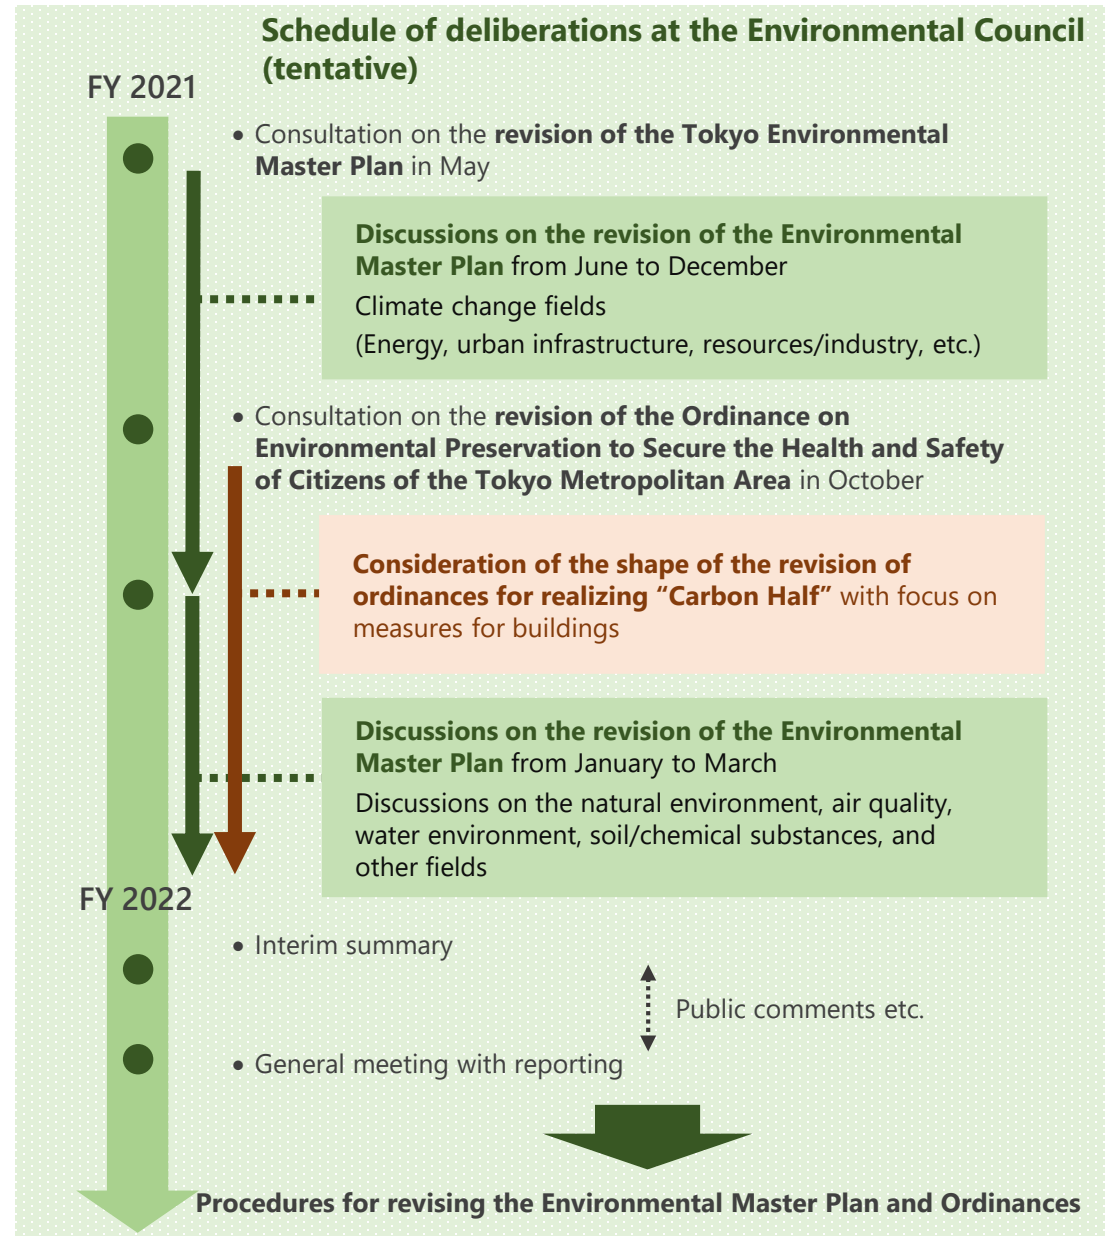 Schedule of deliberations at the Environmental Council
(tentative)
FY 2021
• Consultation on the revision of the Tokyo Environmental
Master Plan in May
Discussions on the revision of the Environmental
Master Plan from June to December
Climate change fields
(Energy, urban infrastructure, resources/industry, etc.)
• Consultation on the revision of the Ordinance on
Environmental Preservation to Secure the Health and Safety
of Citizens of the Tokyo Metropolitan Area in October
Consideration of the shape of the revision of
ordinances for realizing “Carbon Half” with focus on
measures for buildings
Discussions on the revision of the Environmental
Master Plan from January to March
Discussions on the natural environment, air quality,
water environment, soil/chemical substances, and
other fields
FY 2022
• Interim summary
Public comments etc.
• General meeting with reporting
Procedures for revising the Environmental Master Plan and Ordinances